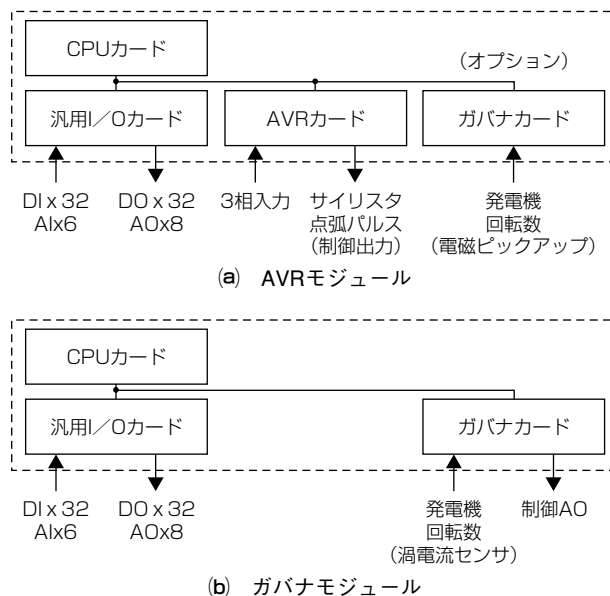 CPUカード
(オプション)
汎用I/Oカード
AVRカード
ガバナカード
DI x 32
AIx6
DO x 32
AOx8
3相入力
サイリスタ
点弧パルス
(制御出力)
発電機
回転数
(電磁ピックアップ)
(a) AVRモジュール
CPUカード
汎用I/Oカード
ガバナカード
DI x 32
AIx6
DO x 32
AOx8
発電機
回転数
(渦電流センサ)
制御AO
(b) ガバナモジュール